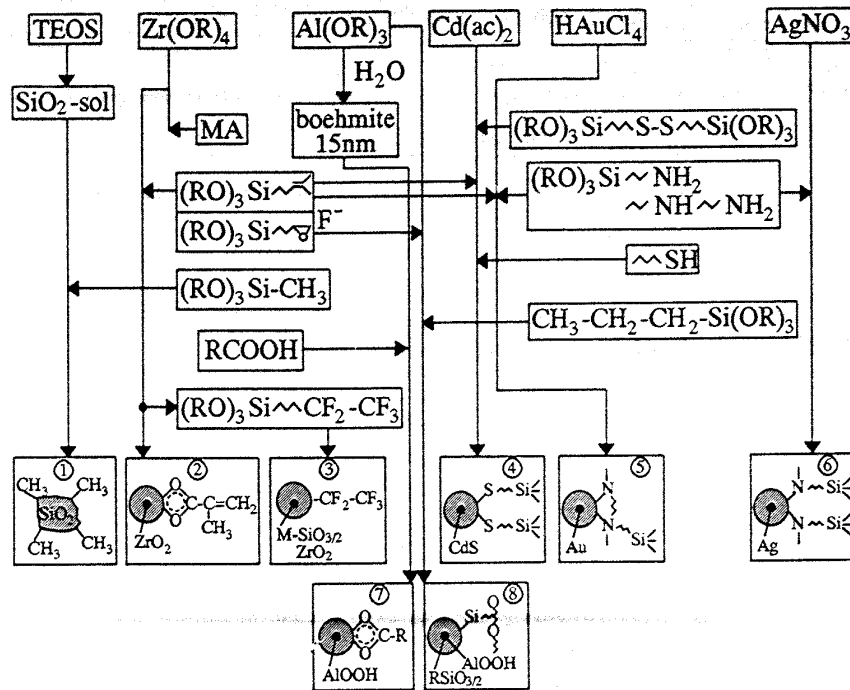 TEOS Zr(OR)4 Al(OR)3 Cd(ac)2 HAuCl4 AgNO3
H2O
SiO2-sol
MA
boehmite
15nm
(RO)3Si S-S Si(OR)3
(RO)3Si
(RO)3Si NH2
NH NH2
(RO)3Si O F−
SH
(RO)3Si-CH3
CH3-CH2-CH2-Si(OR)3
RCOOH
(RO)3Si CF2-CF3
①
CH3 CH3
SiO2
CH3 CH3
②
O
C-C=CH2
O CH3
ZrO2
③
-CF2-CF3
M-SiO3/2
ZrO2
④
S Si
S Si
CdS
⑤
N
N
Si
Au
⑥
N Si
N Si
Ag
⑦
O
C-R
O
AlOOH
⑧
O
Si
O
AlOOH
RSiO3/2